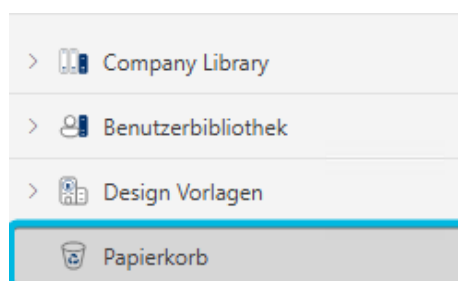 Company Library
Benutzerbibliothek
Design Vorlagen
Papierkorb